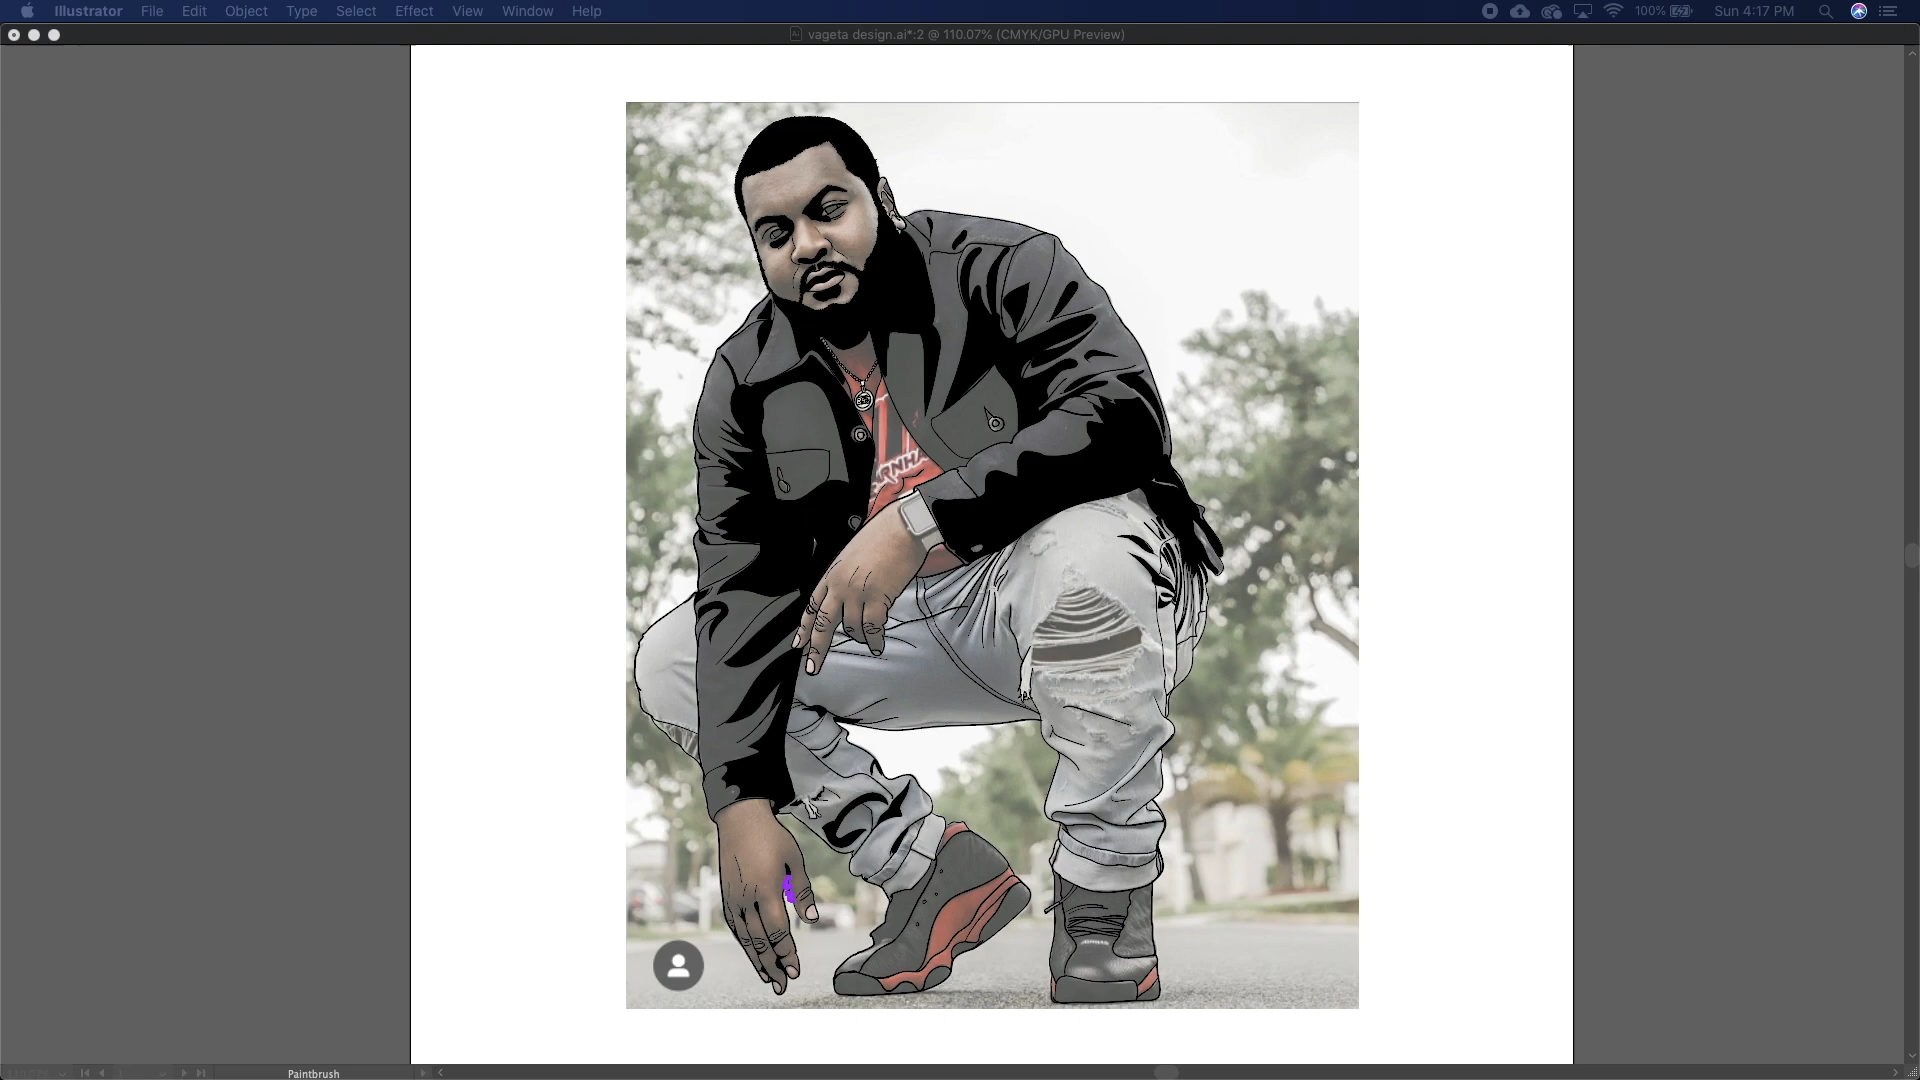 Illustrator File Edit Object Type Select Effect View Window Help 100% Sun 4:17 PM
vageta design.ai*:2 @ 110.07% (CMYK/GPU Preview)
RNHA
Paintbrush